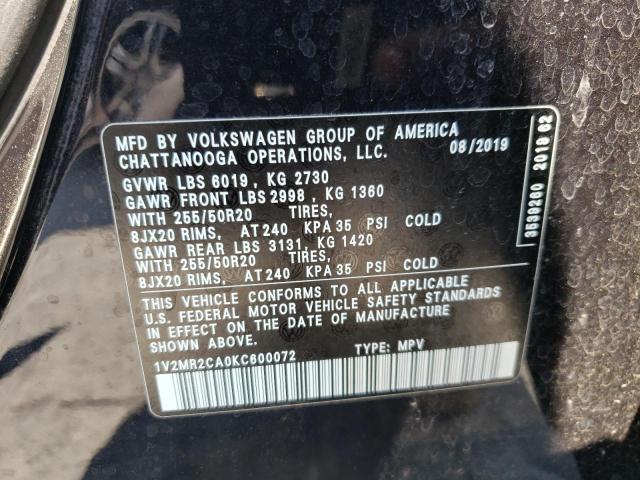 MFD BY VOLKSWAGEN GROUP OF AMERICA
CHATTANOOGA OPERATIONS, LLC. 08/2019
GVWR LBS 6019, KG 2730
GAWR FRONT LBS 2998, KG 1360
WITH 255/50R20 TIRES,
8JX20 RIMS, AT 240 KPA 35 PSI COLD
GAWR REAR LBS 3131, KG 1420
WITH 255/50R20 TIRES,
8JX20 RIMS, AT 240 KPA 35 PSI COLD
THIS VEHICLE CONFORMS TO ALL APPLICABLE
U.S. FEDERAL MOTOR VEHICLE SAFETY STANDARDS
IN EFFECT ON THE DATE OF MANUFACTURE
SHOWN ABOVE.
1V2MR2CA0KC600072 TYPE: MPV
3539260 2018 62